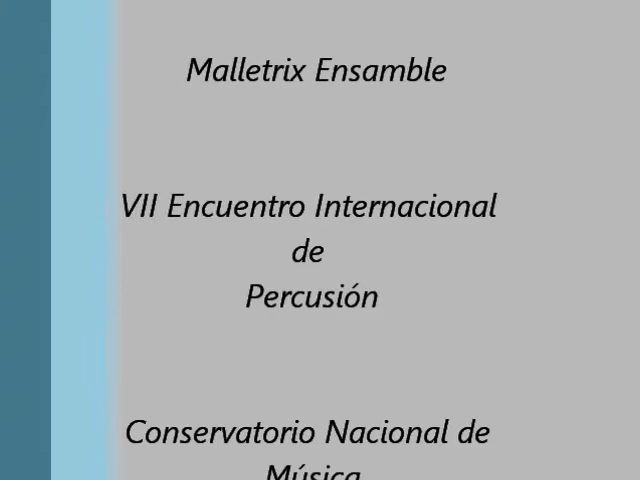 Malletrix Ensamble
VII Encuentro Internacional
de
Percusión
Conservatorio Nacional de
Música